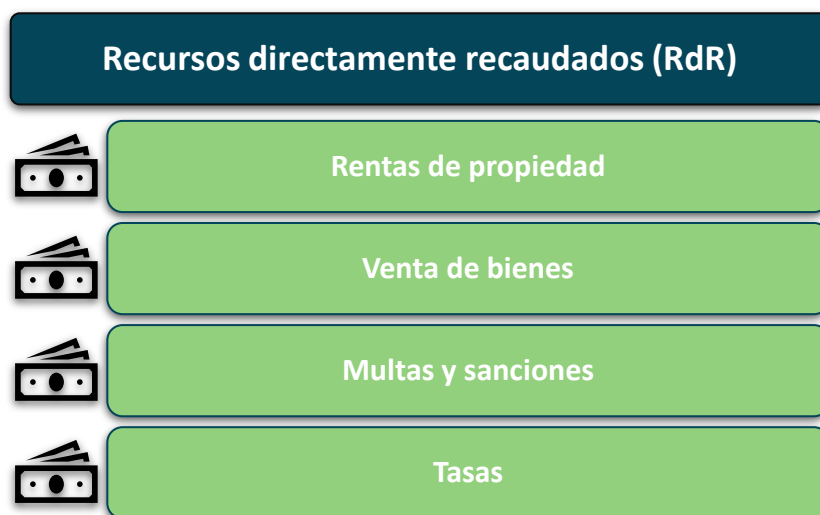 Recursos directamente recaudados (RdR)
Rentas de propiedad
Venta de bienes
Multas y sanciones
Tasas